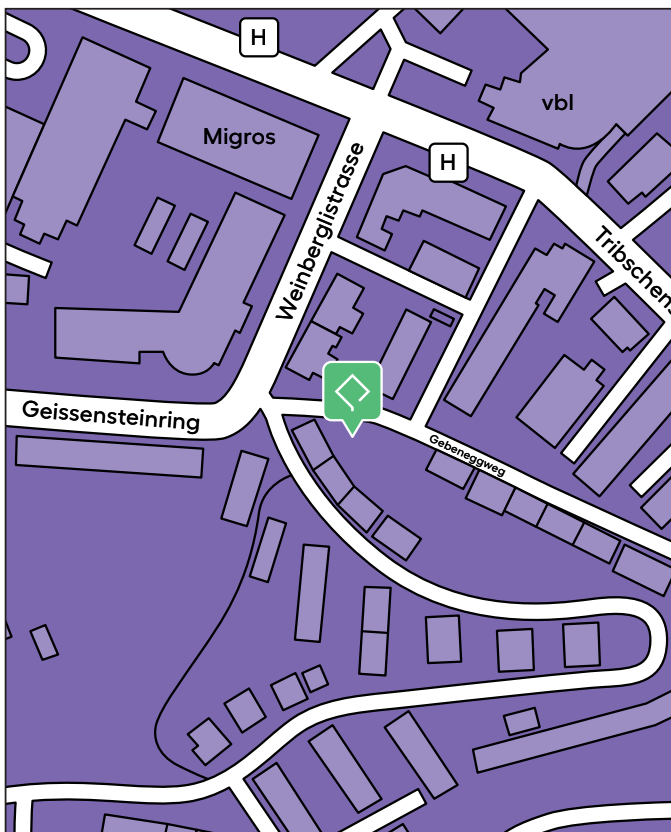 H
vbl
Migros
H
Weinberglistrasse
Tribschens
Geissensteinring
Gebeneggweg